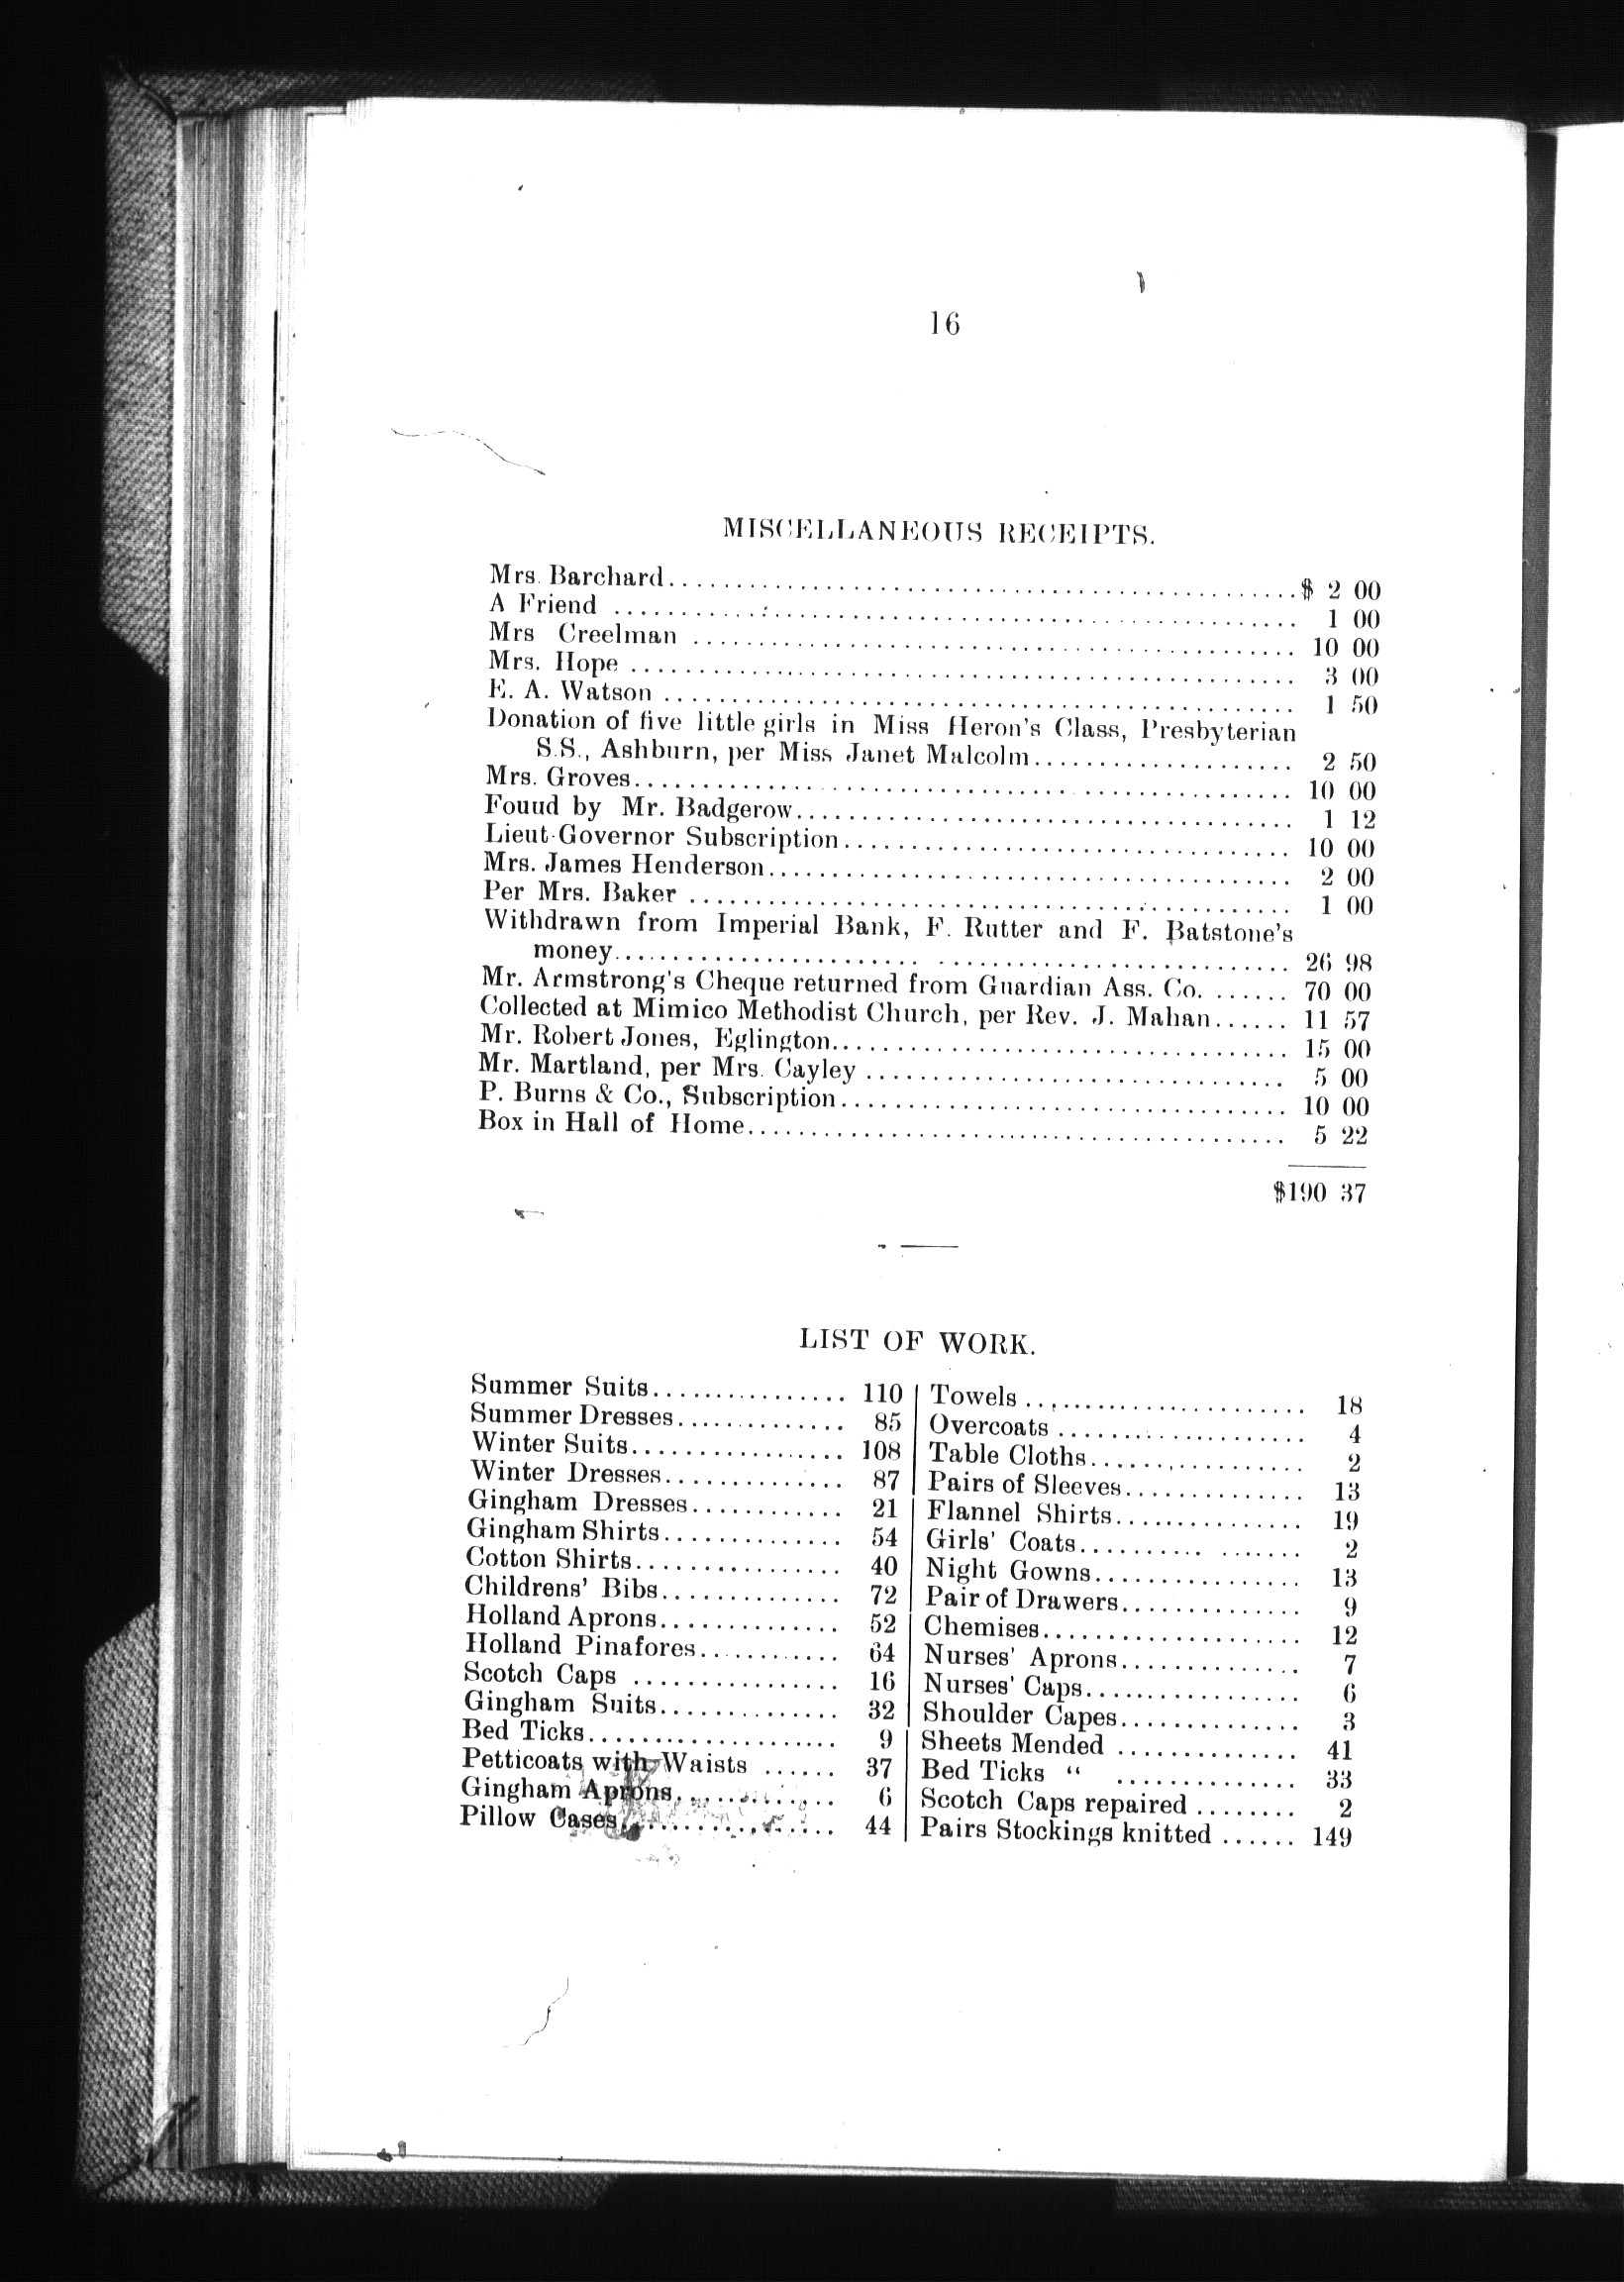 16
MISCELLANEOUS RECEIPTS.
Mrs. Barchard........................................ $ 2 00
A Friend ........................................ 1 00
Mrs Creelman ........................................ 10 00
Mrs. Hope ........................................ 3 00
E. A. Watson ........................................ 1 50
Donation of five little girls in Miss Heron's Class, Presbyterian
S.S., Ashburn, per Miss Janet Malcolm.................... 2 50
Mrs. Groves........................................ 10 00
Fouud by Mr. Badgerow........................................ 1 12
Lieut-Governor Subscription.................................. 10 00
Mrs. James Henderson........................................ 2 00
Per Mrs. Baker ........................................ 1 00
Withdrawn from Imperial Bank, F. Rutter and F. Batstone's
money........................................ 26 98
Mr. Armstrong's Cheque returned from Guardian Ass. Co. ...... 70 00
Collected at Mimico Methodist Church, per Rev. J. Mahan...... 11 57
Mr. Robert Jones, Eglington................................... 15 00
Mr. Martland, per Mrs. Cayley ................................ 5 00
P. Burns & Co., Subscription.................................. 10 00
Box in Hall of Home........................................ 5 22
$190 37
LIST OF WORK.
Summer Suits............... 110
Summer Dresses............. 85
Winter Suits................ 108
Winter Dresses.............. 87
Gingham Dresses............ 21
Gingham Shirts.............. 54
Cotton Shirts................ 40
Childrens' Bibs.............. 72
Holland Aprons.............. 52
Holland Pinafores........... 64
Scotch Caps ................ 16
Gingham Suits.............. 32
Bed Ticks................... 9
Petticoats with Waists ...... 37
Gingham Aprons............ 6
Pillow Cases................ 44
Towels ..................... 18
Overcoats ................... 4
Table Cloths................ 2
Pairs of Sleeves.............. 13
Flannel Shirts............... 19
Girls' Coats................. 2
Night Gowns................ 13
Pair of Drawers.............. 9
Chemises.................... 12
Nurses' Aprons.............. 7
Nurses' Caps................. 6
Shoulder Capes.............. 3
Sheets Mended .............. 41
Bed Ticks “ .............. 33
Scotch Caps repaired ........ 2
Pairs Stockings knitted ...... 149